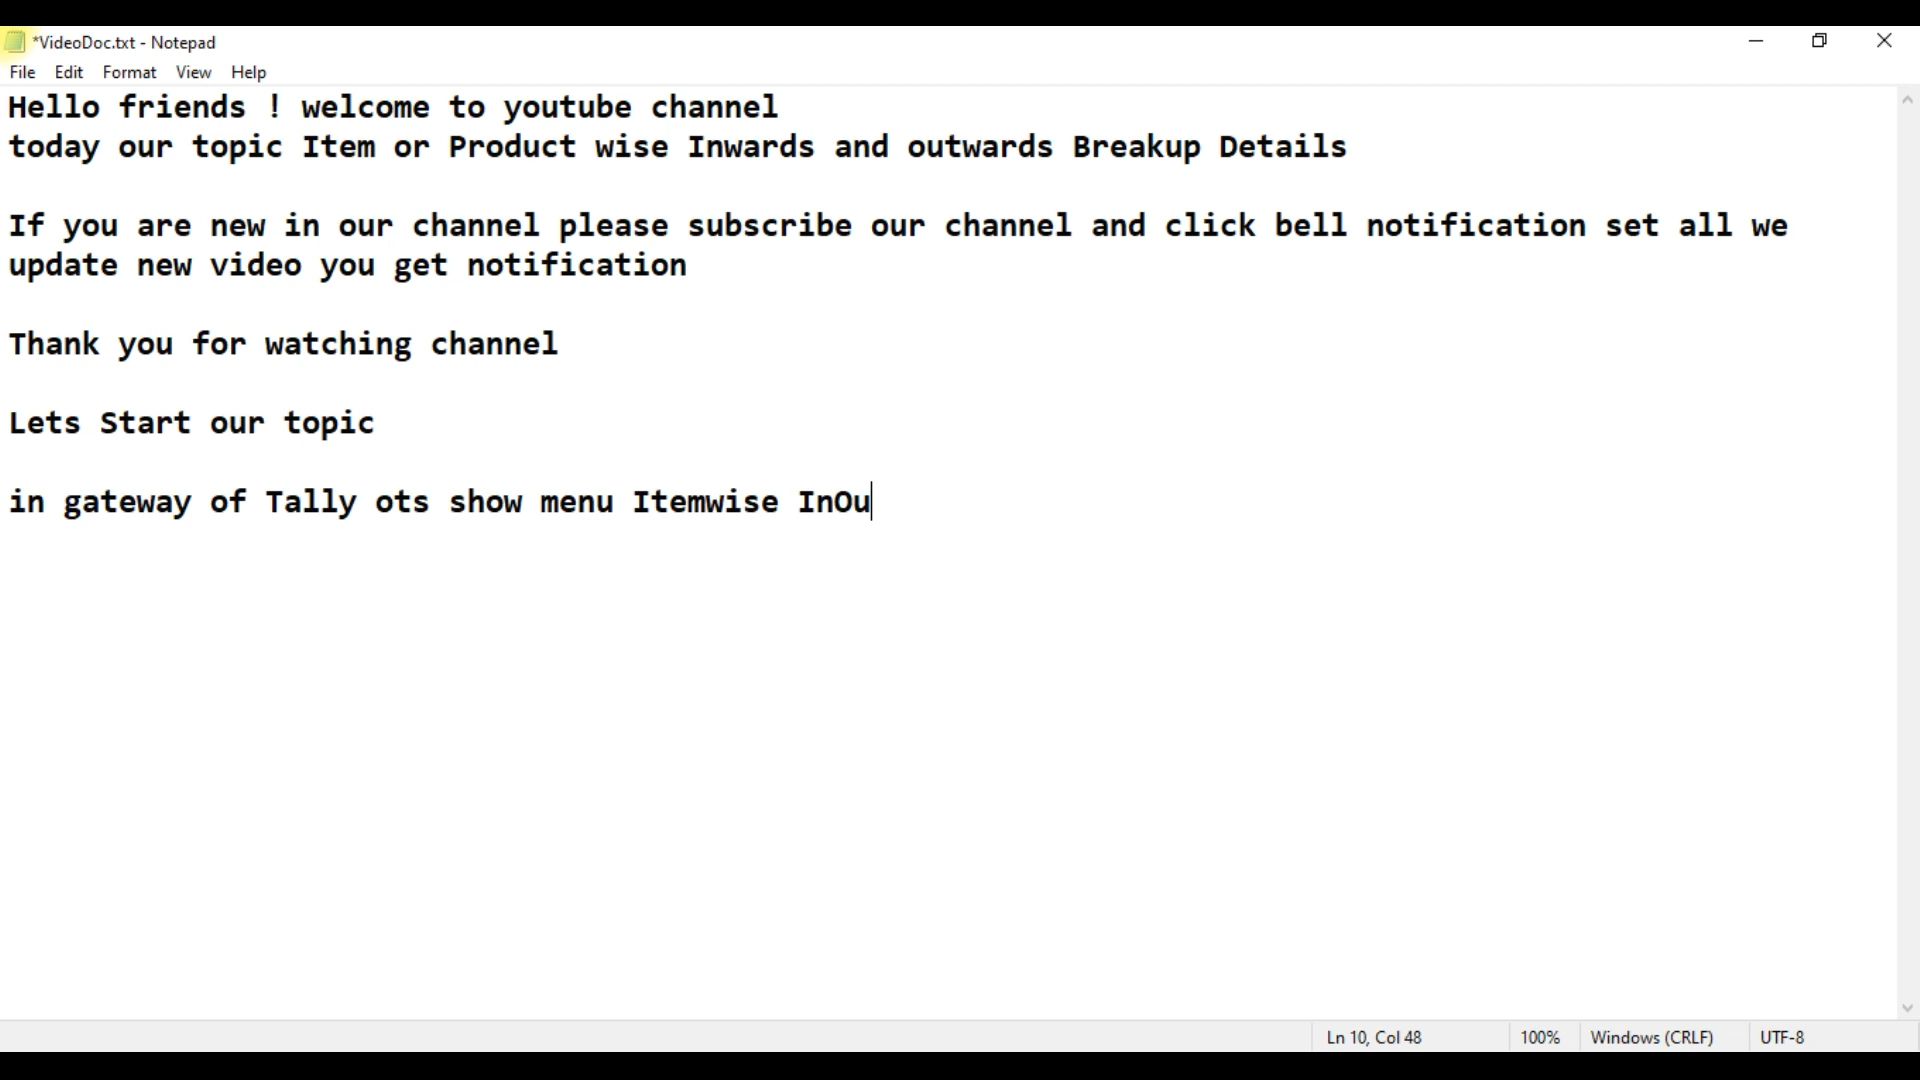 *VideoDoc.txt - Notepad
File Edit Format View Help
Hello friends ! welcome to youtube channel
today our topic Item or Product wise Inwards and outwards Breakup Details
If you are new in our channel please subscribe our channel and click bell notification set all we
update new video you get notification
Thank you for watching channel
Lets Start our topic
in gateway of Tally ots show menu Itemwise InOu
Ln 10, Col 48 100% Windows (CRLF) UTF-8